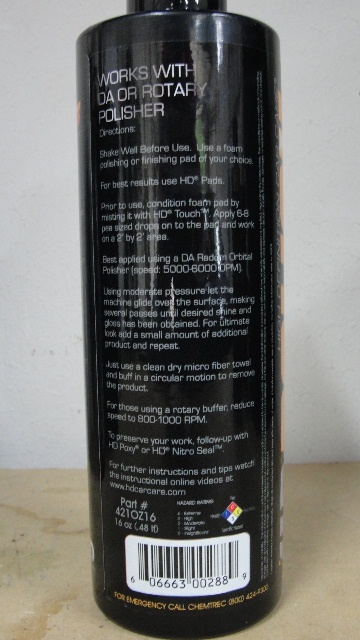 WORKS WITH
DA OR ROTARY
POLISHER
Directions:
Shake Well Before Use. Use a foam
polishing or finishing pad of your choice.
For best results use HD® Pads.
Prior to use, condition foam pad by
misting it with HD® Touch™. Apply 6-8
pea sized drops on to the pad and work
on a 2' by 2' area.
Best applied using a DA Radom Orbital
Polisher (speed: 5000-6000 OPM).
Using moderate pressure let the
machine glide over the surface, making
several passes until desired shine and
gloss has been obtained. For ultimate
look add a small amount of additional
product and repeat.
Just use a clean dry micro fiber towel
and buff in a circular motion to remove
the product.
For those using a rotary buffer, reduce
speed to 800-1000 RPM.
To preserve your work, follow-up with
HD Poxy® or HD® Nitro Seal™.
For further instructions and tips watch
the instructional online videos at
www.hdcarcare.com.
Part #
421OZ16
16 oz (.48 lt)
HAZARD RATING
4 - Extreme
3 - High
2 - Moderate
1 - Slight
0 - Insignificant
6 06663 00288 9
FOR EMERGENCY CALL CHEMTREC (800) 424-9300